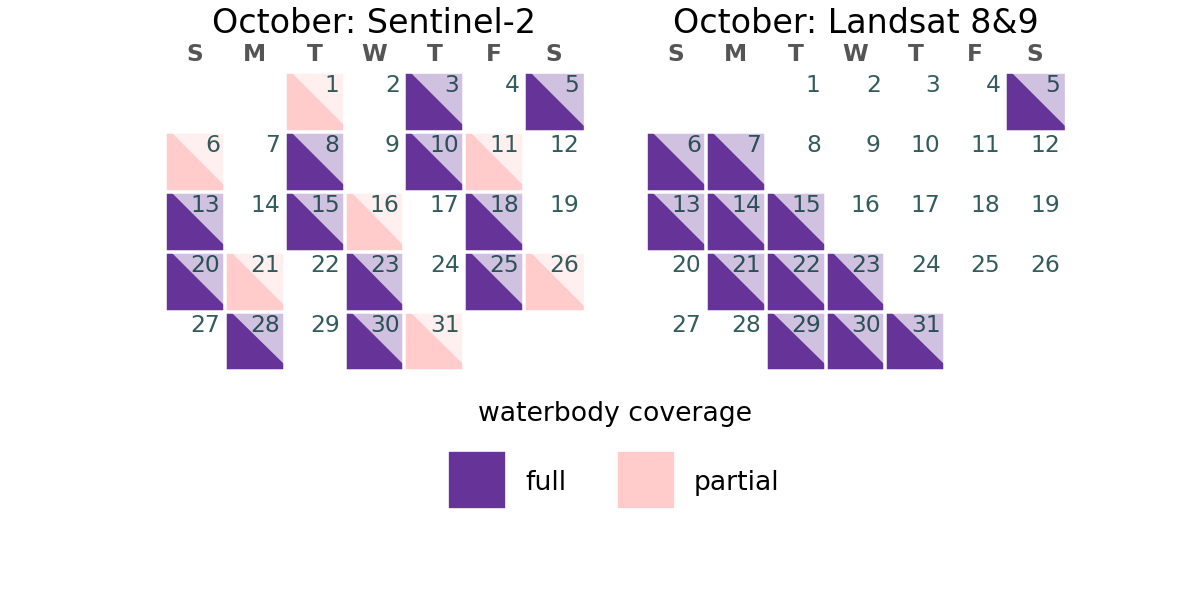 October: Sentinel-2
S M T W T F S
1 2 3 4 5
6 7 8 9 10 11 12
13 14 15 16 17 18 19
20 21 22 23 24 25 26
27 28 29 30 31
October: Landsat 8&9
S M T W T F S
1 2 3 4 5
6 7 8 9 10 11 12
13 14 15 16 17 18 19
20 21 22 23 24 25 26
27 28 29 30 31
waterbody coverage
full
partial